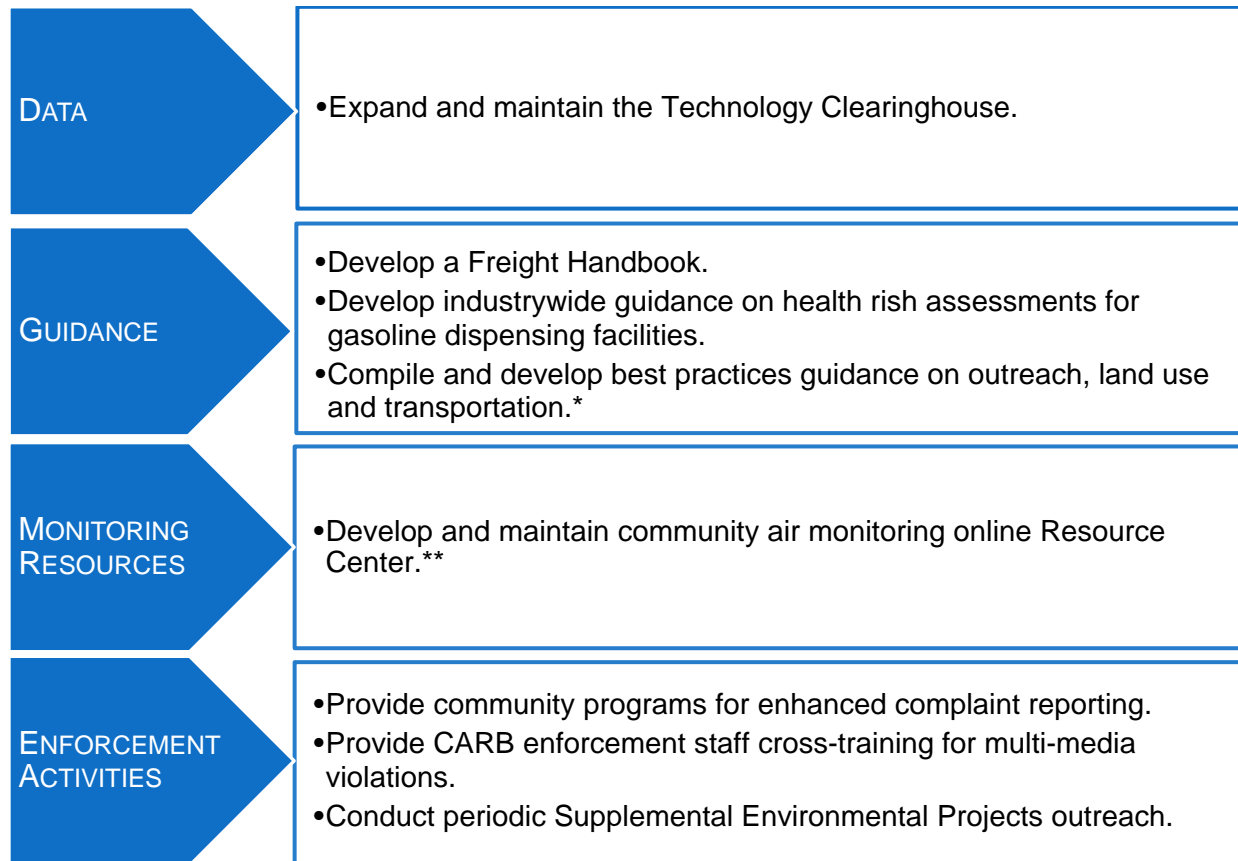 DATA
•Expand and maintain the Technology Clearinghouse.
GUIDANCE
•Develop a Freight Handbook.
•Develop industrywide guidance on health rish assessments for
gasoline dispensing facilities.
•Compile and develop best practices guidance on outreach, land use
and transportation.*
MONITORING
RESOURCES
•Develop and maintain community air monitoring online Resource
Center.**
ENFORCEMENT
ACTIVITIES
•Provide community programs for enhanced complaint reporting.
•Provide CARB enforcement staff cross-training for multi-media
violations.
•Conduct periodic Supplemental Environmental Projects outreach.